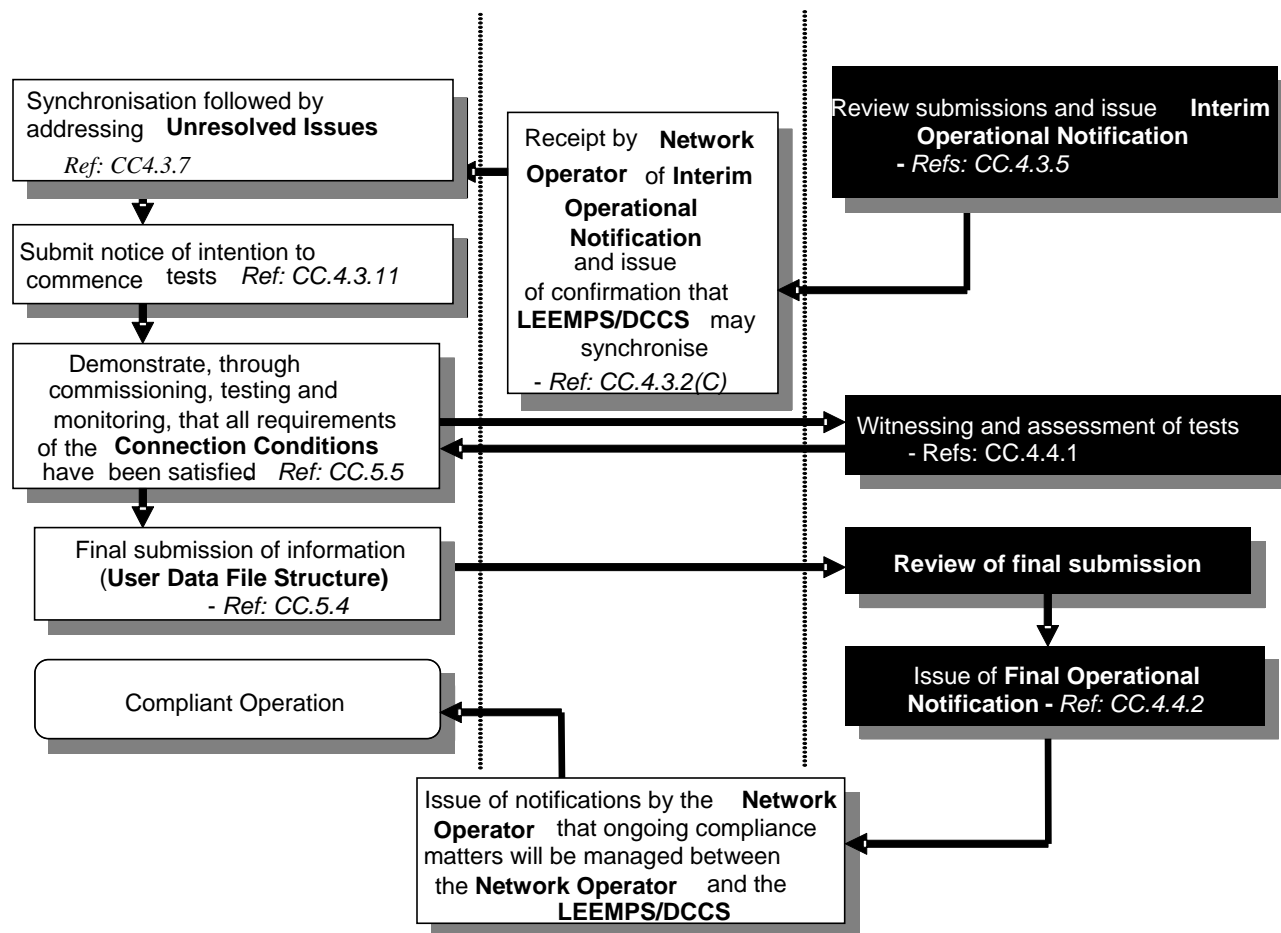 Synchronisation followed by
addressing Unresolved Issues
Ref: CC4.3.7
Submit notice of intention to
commence tests. Ref: CC.4.3.11
Demonstrate, through
commissioning, testing and
monitoring, that all requirements
of the Connection Conditions
have been satisfied. Ref: CC.5.5
Final submission of information
(User Data File Structure)
- Ref: CC.5.4
Compliant Operation
Receipt by Network
Operator of Interim
Operational
Notification
and issue
of confirmation that
LEEMPS/DCCS may
synchronise
- Ref: CC.4.3.2(C)
Issue of notifications by the Network
Operator that ongoing compliance
matters will be managed between
the Network Operator and the
LEEMPS/DCCS
Review submissions and issue Interim
Operational Notification
- Refs: CC.4.3.5
Witnessing and assessment of tests
- Refs: CC.4.4.1
Review of final submission
Issue of Final Operational
Notification - Ref: CC.4.4.2